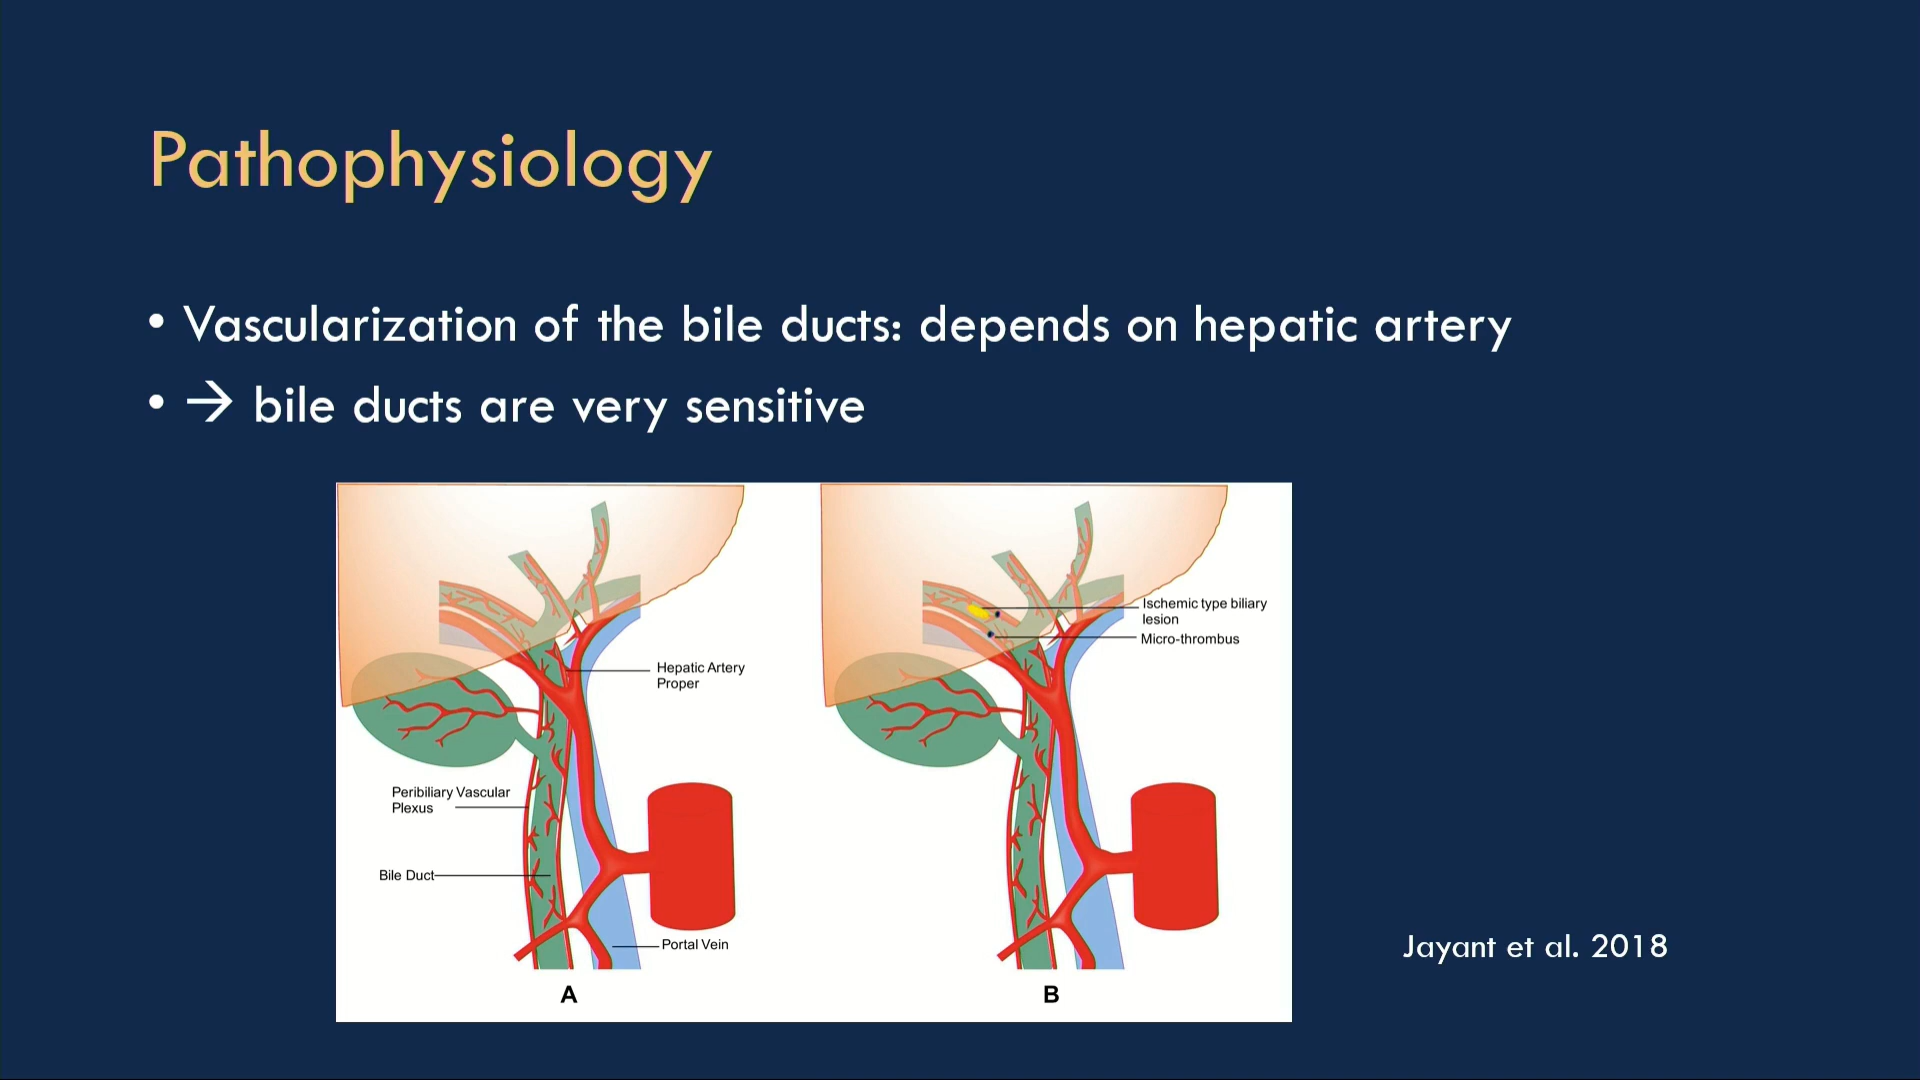 Pathophysiology
• Vascularization of the bile ducts: depends on hepatic artery
• → bile ducts are very sensitive
Hepatic Artery
Proper
Peribiliary Vascular
Plexus
Bile Duct
Portal Vein
A
Ischemic type biliary
lesion
Micro-thrombus
B
Jayant et al. 2018